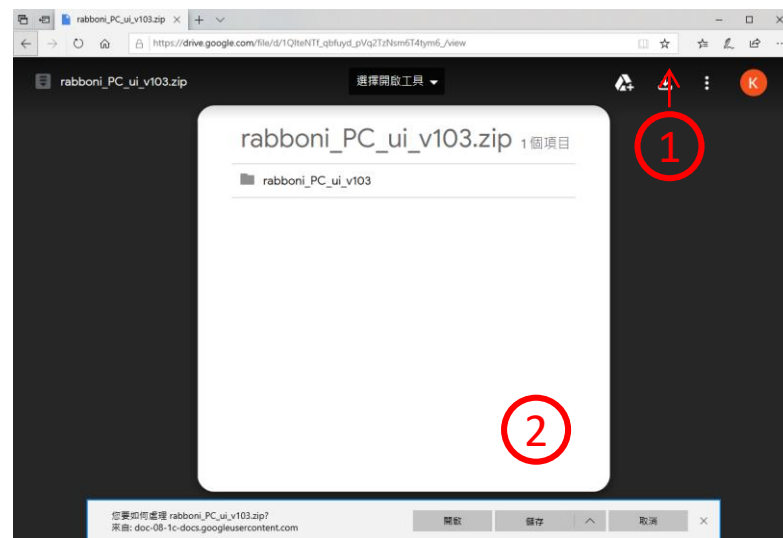 rabboni_PC_ui_v103.zip
https://drive.google.com/file/d/1QlteNTf_qbfuyd_pVq2TzNsm6T4tym6_/view
rabboni_PC_ui_v103.zip
選擇開啟工具
K
1
rabboni_PC_ui_v103.zip 1 個項目
rabboni_PC_ui_v103
2
您要如何處理 rabboni_PC_ui_v103.zip?
來自: doc-08-1c-docs.googleusercontent.com
開啟
儲存
取消